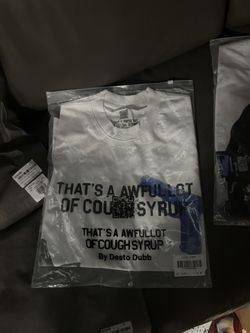 THAT'S A AWFULLOT
OF COUGH SYRUP
THAT'S A AWFULLOT
OF COUGH SYRUP
By Desto Dubb